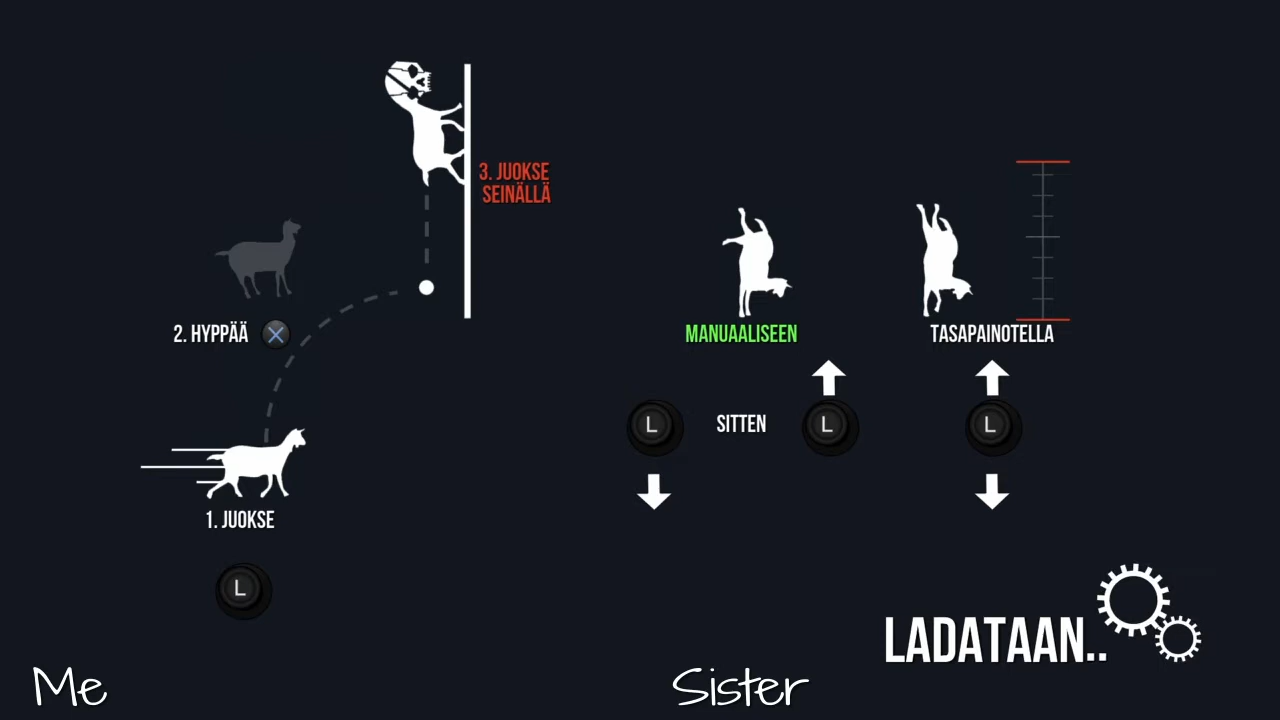 3. JUOKSE
SEINÄLLÄ
2. HYPPÄÄ
1. JUOKSE
L
MANUAALISEEN
TASAPAINOTELLA
L
SITTEN
L
L
LADATAAN..
Me
Sister